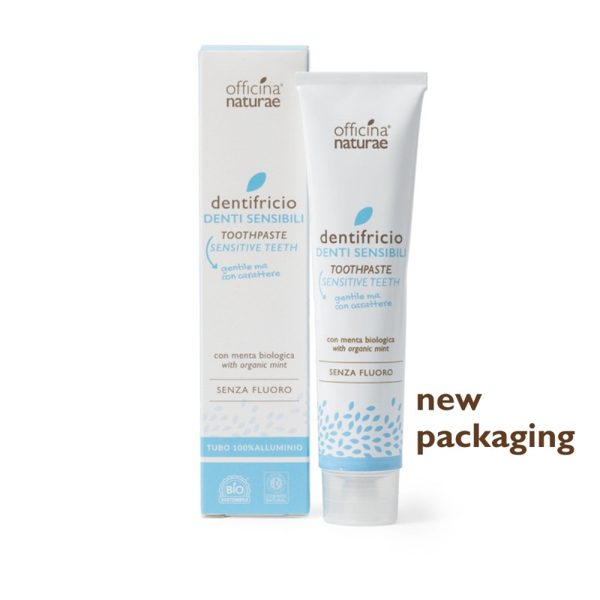 officina®
naturae
dentifricio
DENTI SENSIBILI
TOOTHPASTE
SENSITIVE TEETH
gentile ma
con carattere
con menta biologica
with organic mint
SENZA FLUORO
TUBO 100% ALLUMINIO
BIO
officina®
naturae
dentifricio
DENTI SENSIBILI
TOOTHPASTE
SENSITIVE TEETH
gentile ma
con carattere
con menta biologica
with organic mint
SENZA FLUORO
new
packaging